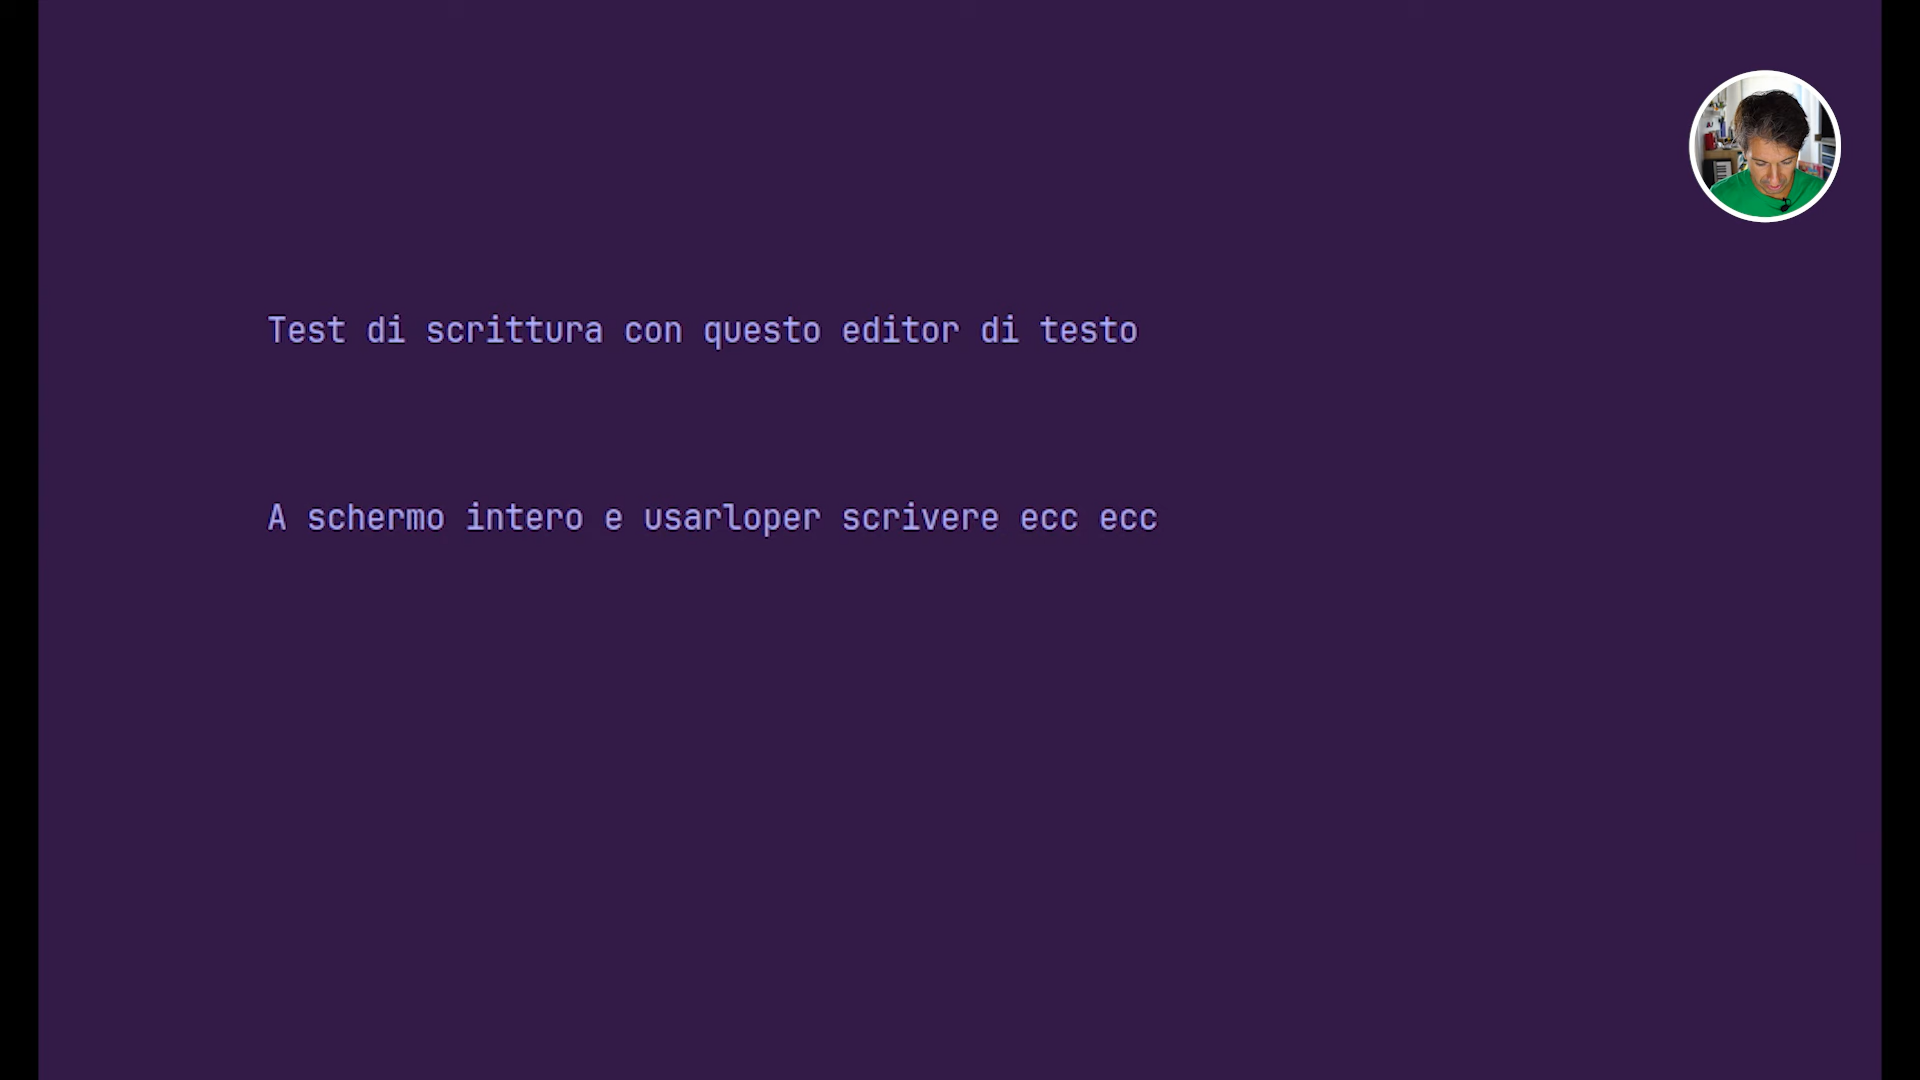 Test di scrittura con questo editor di testo
A schermo intero e usarloper scrivere ecc ecc